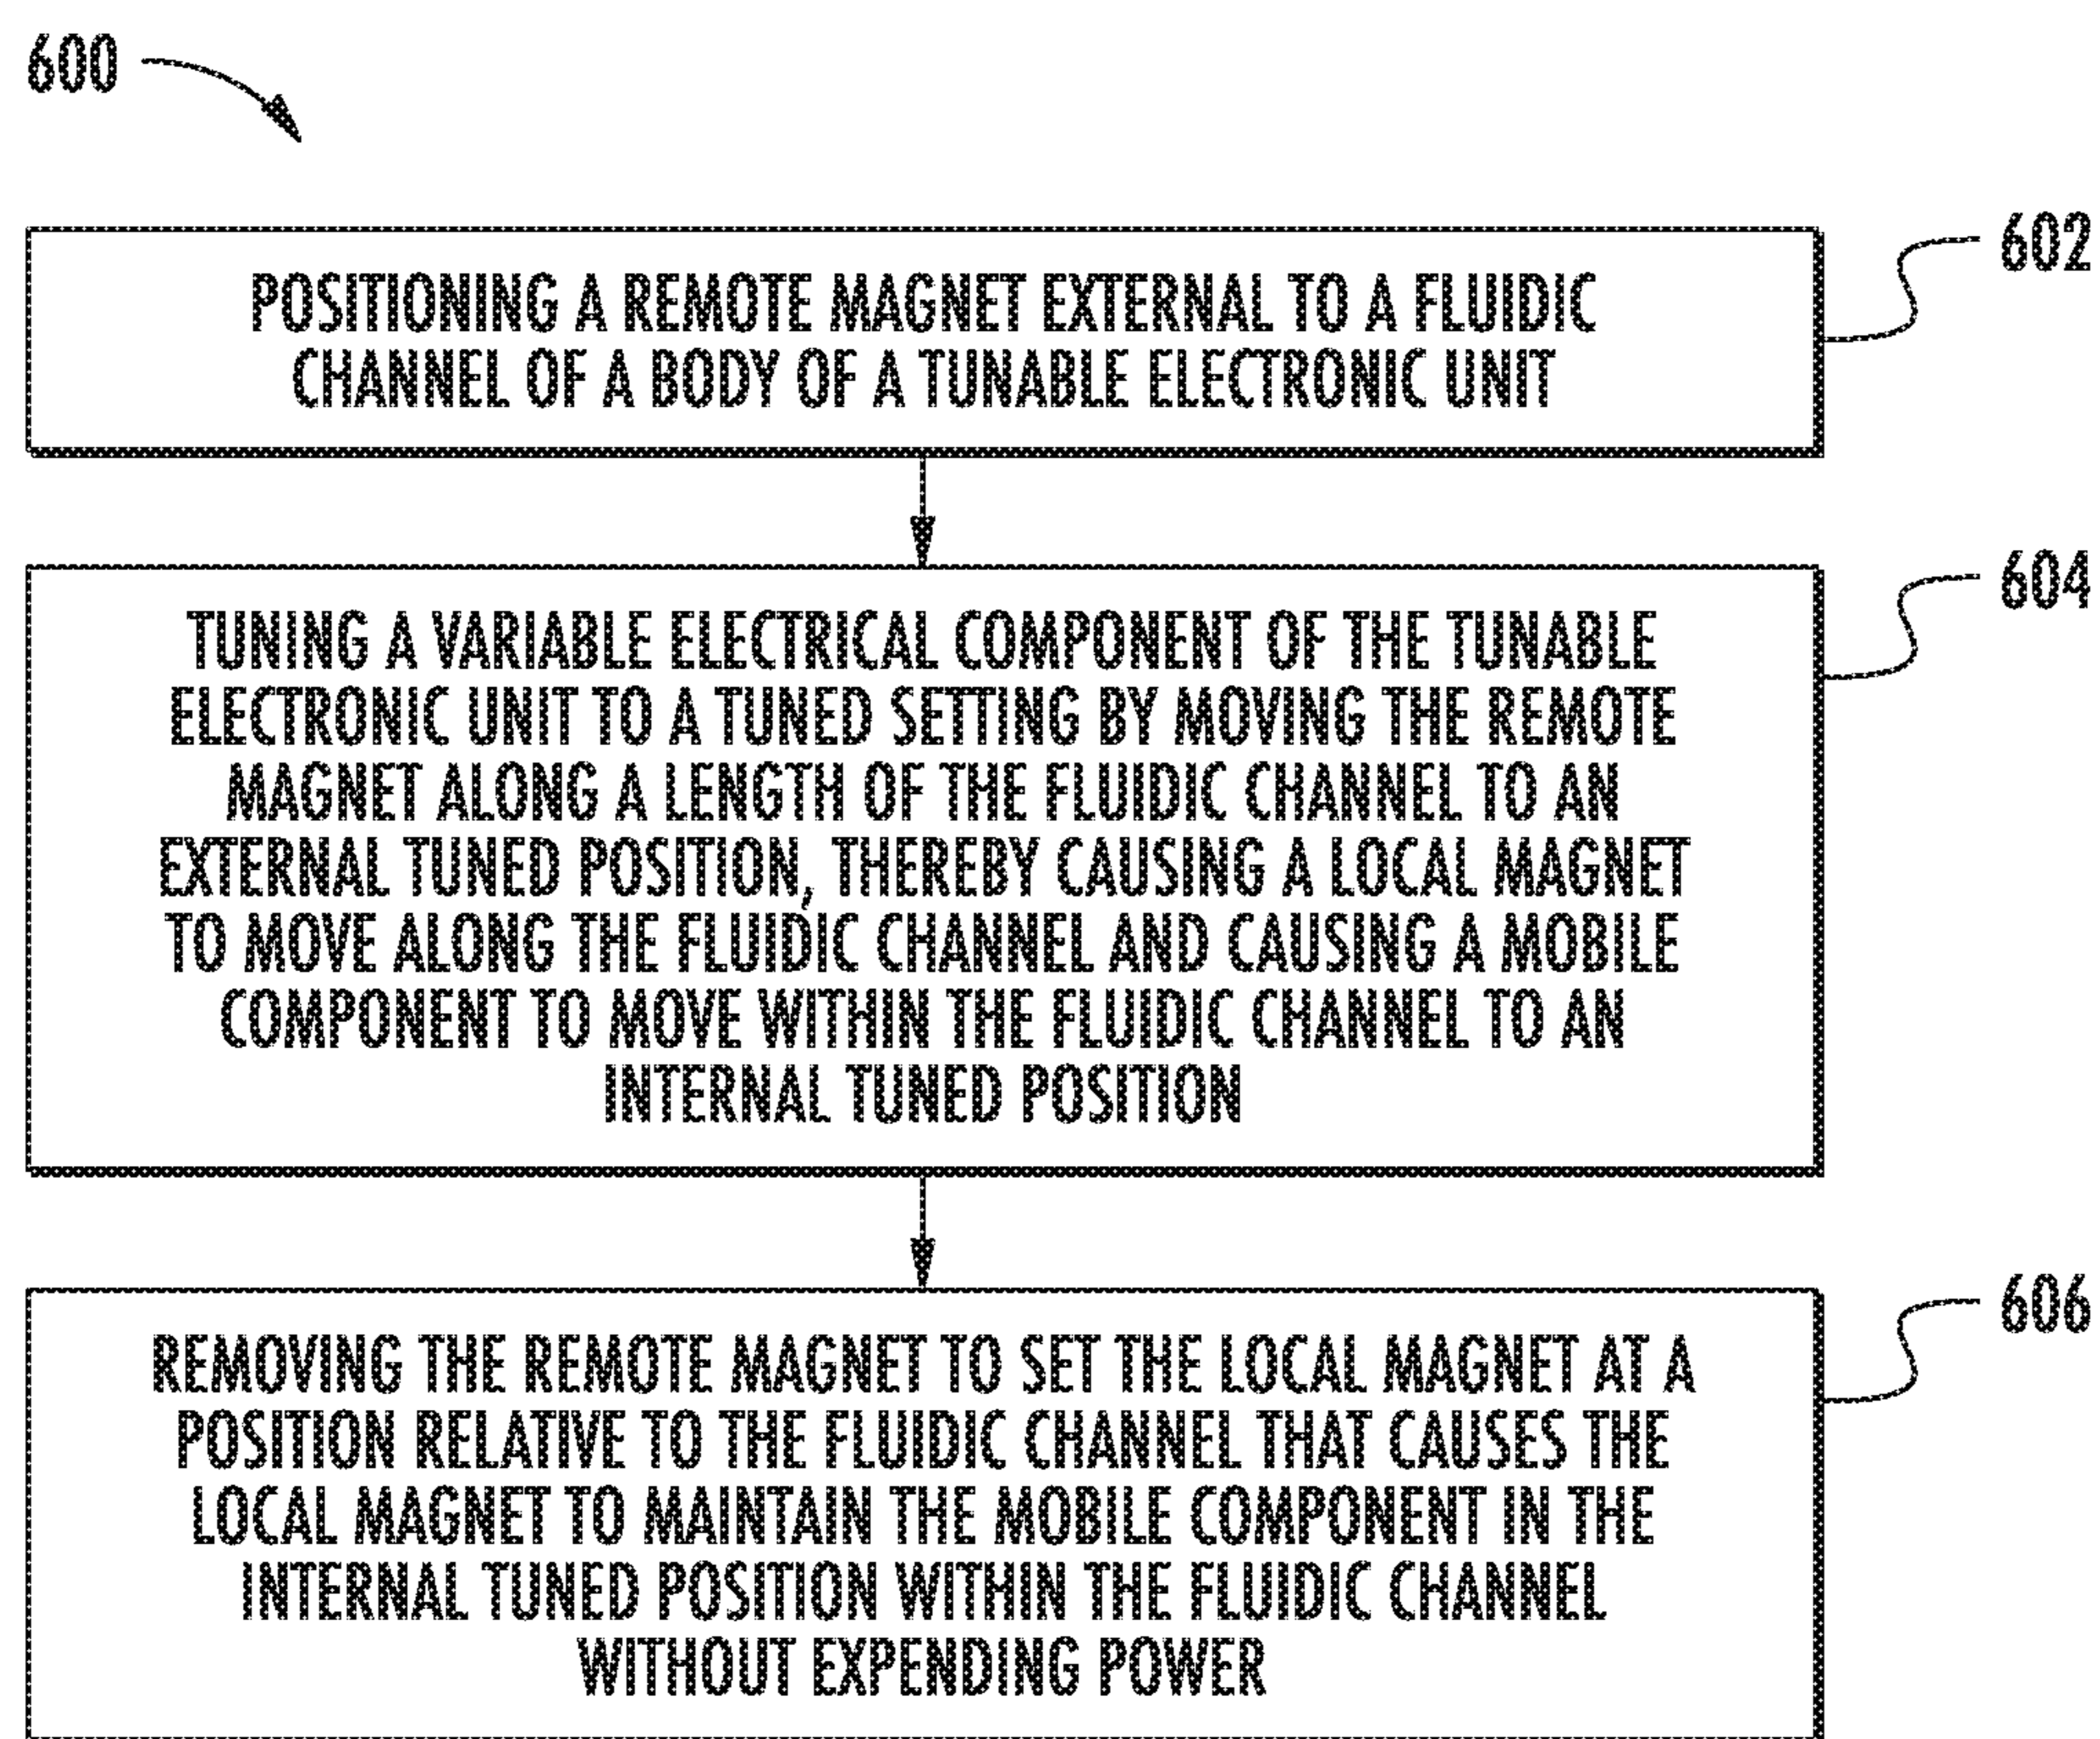 600
602
POSITIONING A REMOTE MAGNET EXTERNAL TO A FLUIDIC
CHANNEL OF A BODY OF A TUNABLE ELECTRONIC UNIT
604
TUNING A VARIABLE ELECTRICAL COMPONENT OF THE TUNABLE
ELECTRONIC UNIT TO A TUNED SETTING BY MOVING THE REMOTE
MAGNET ALONG A LENGTH OF THE FLUIDIC CHANNEL TO AN
EXTERNAL TUNED POSITION, THEREBY CAUSING A LOCAL MAGNET
TO MOVE ALONG THE FLUIDIC CHANNEL AND CAUSING A MOBILE
COMPONENT TO MOVE WITHIN THE FLUIDIC CHANNEL TO AN
INTERNAL TUNED POSITION
606
REMOVING THE REMOTE MAGNET TO SET THE LOCAL MAGNET AT A
POSITION RELATIVE TO THE FLUIDIC CHANNEL THAT CAUSES THE
LOCAL MAGNET TO MAINTAIN THE MOBILE COMPONENT IN THE
INTERNAL TUNED POSITION WITHIN THE FLUIDIC CHANNEL
WITHOUT EXPENDING POWER